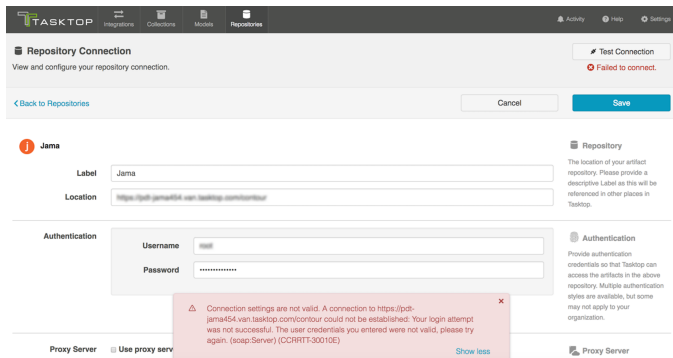 TASKTOP
Integrations
Collections
Models
Repositories
Activity
Help
Settings
Repository Connection
View and configure your repository connection.
Test Connection
Failed to connect.
Back to Repositories
Cancel
Save
j Jama
Label
Jama
Location
Repository
The location of your artifact
repository. Please provide a
descriptive Label as this will be
referenced in other places in
Tasktop.
Authentication
Username
Password
Authentication
Provide authentication
credentials so that Tasktop can
access the artifacts in the above
repository. Multiple authentication
styles are available, but some
may not apply to your
organization.
Connection settings are not valid. A connection to https://pdt-
jama454.van.tasktop.com/contour could not be established: Your login attempt
was not successful. The user credentials you entered were not valid, please try
again. (soap:Server) (CCRRTT-30010E)
Show less
Proxy Server
Use proxy serv
Proxy Server